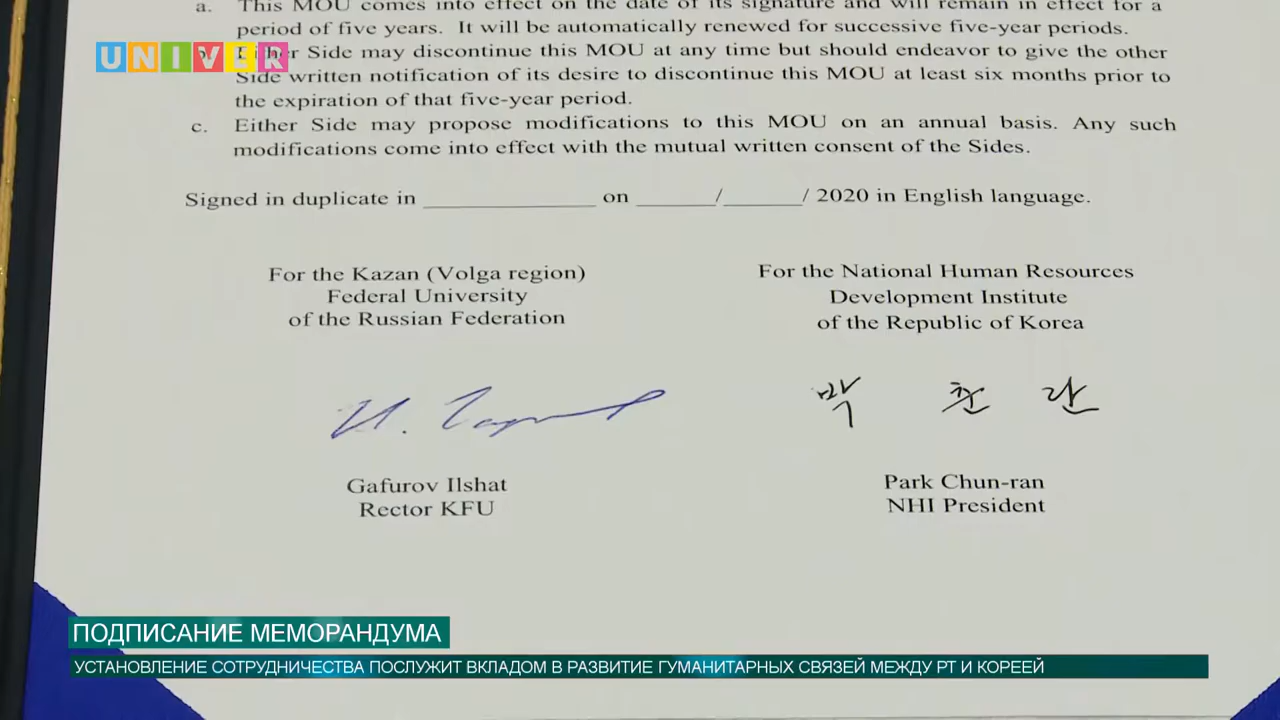 a. This MOU comes into effect on the date of its signature and will remain in effect for a
period of five years. It will be automatically renewed for successive five-year periods.
UNIVER
Either Side may discontinue this MOU at any time but should endeavor to give the other
Side written notification of its desire to discontinue this MOU at least six months prior to
the expiration of that five-year period.
c. Either Side may propose modifications to this MOU on an annual basis. Any such
modifications come into effect with the mutual written consent of the Sides.
Signed in duplicate in ____________ on ______/______/ 2020 in English language.
For the Kazan (Volga region)
Federal University
of the Russian Federation
For the National Human Resources
Development Institute
of the Republic of Korea
박 천 란
Gafurov Ilshat
Rector KFU
Park Chun-ran
NHI President
ПОДПИСАНИЕ МЕМОРАНДУМА
УСТАНОВЛЕНИЕ СОТРУДНИЧЕСТВА ПОСЛУЖИТ ВКЛАДОМ В РАЗВИТИЕ ГУМАНИТАРНЫХ СВЯЗЕЙ МЕЖДУ РТ И КОРЕЕЙ